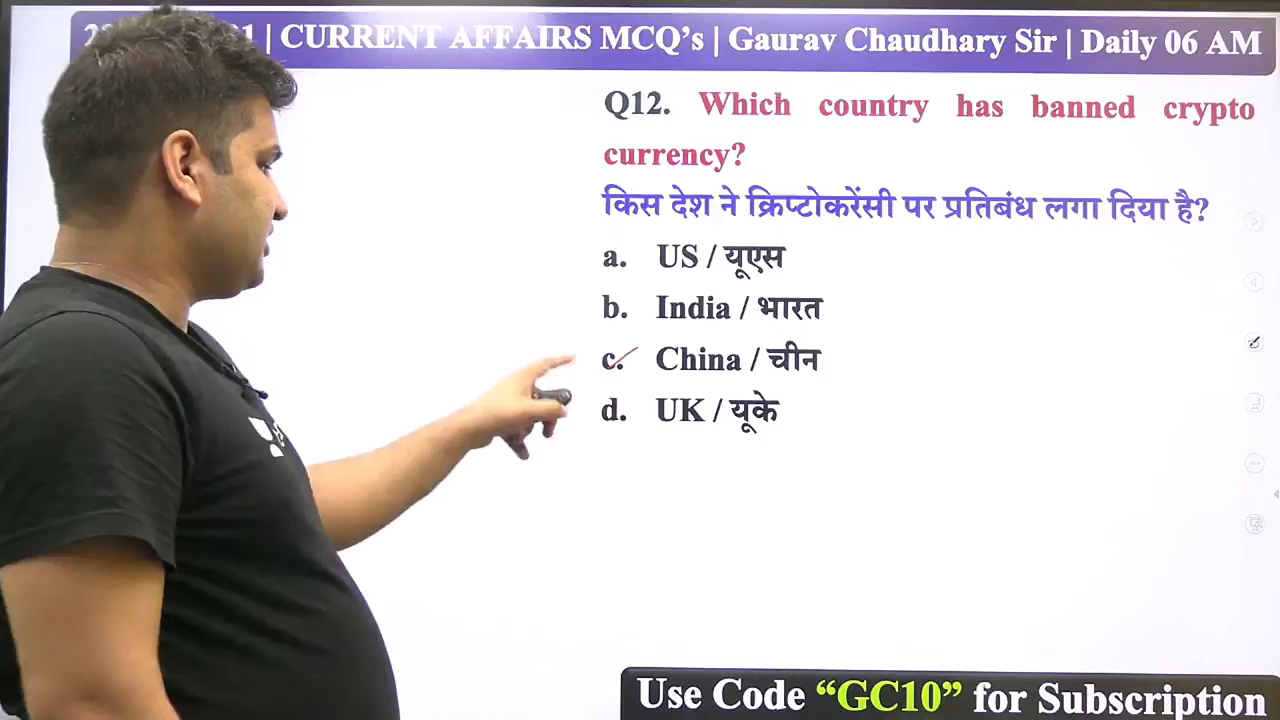 | CURRENT AFFAIRS MCQ's | Gaurav Chaudhary Sir | Daily 06 AM
Q12. Which country has banned crypto
currency?
किस देश ने क्रिप्टोकरेंसी पर प्रतिबंध लगा दिया है?
a. US / यूएस
b. India / भारत
c. China / चीन
d. UK / यूके
Use Code “GC10” for Subscription